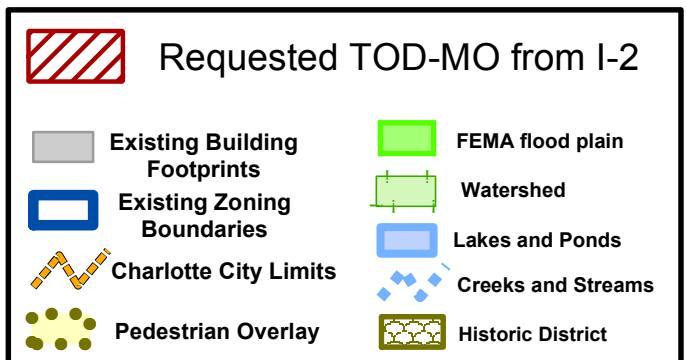 Requested TOD-MO from I-2
Existing Building
Footprints
Existing Zoning
Boundaries
Charlotte City Limits
Pedestrian Overlay
FEMA flood plain
Watershed
Lakes and Ponds
Creeks and Streams
Historic District